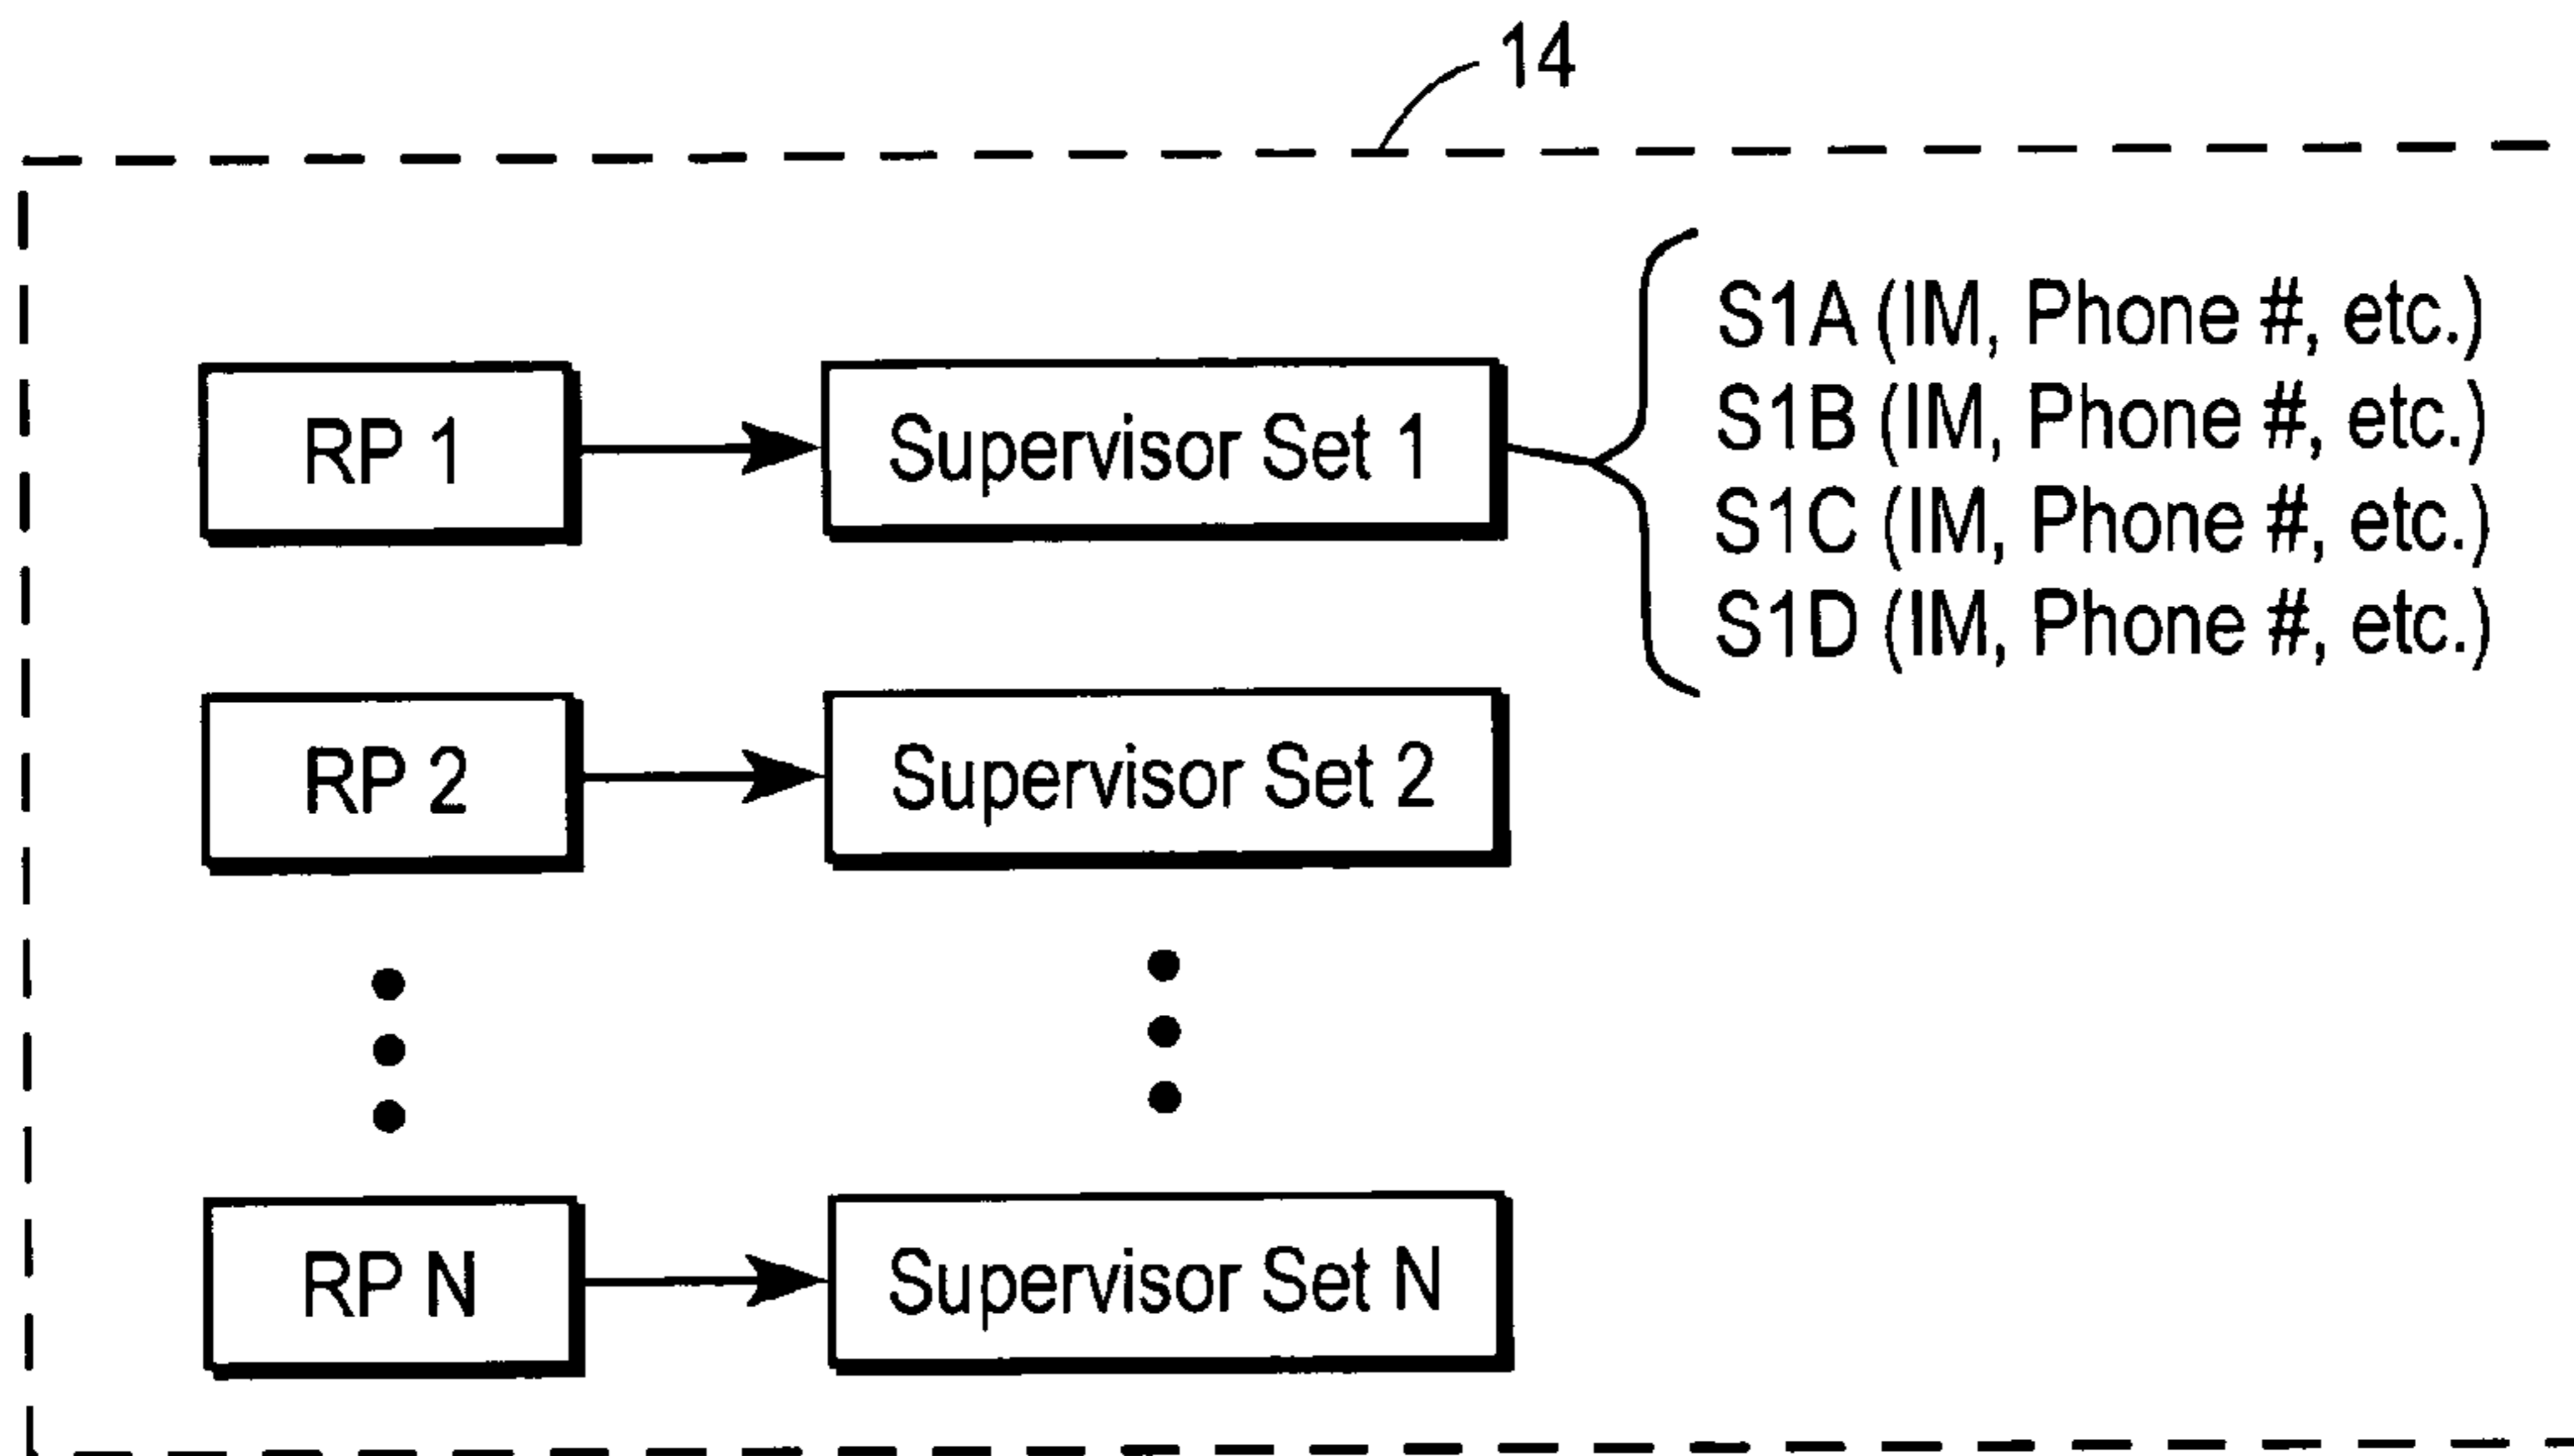 14
S1A (IM, Phone #, etc.)
S1B (IM, Phone #, etc.)
S1C (IM, Phone #, etc.)
S1D (IM, Phone #, etc.)
RP 1
Supervisor Set 1
RP 2
Supervisor Set 2
RP N
Supervisor Set N